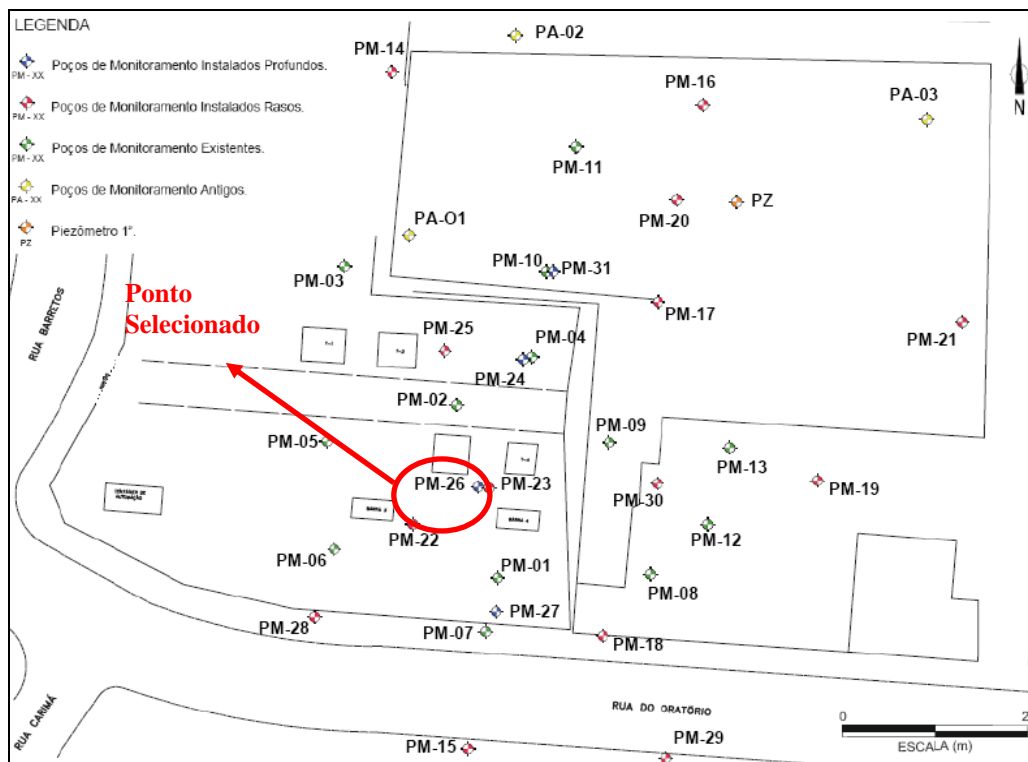 LEGENDA
PM - XX Poços de Monitoramento Instalados Profundos.
PM - XX Poços de Monitoramento Instalados Rasos.
PM - XX Poços de Monitoramento Existentes.
PA - XX Poços de Monitoramento Antigos.
PZ Piezômetro 1".
PA-02
PM-14
PM-16
PA-03
N
PM-11
PM-20
PZ
PA-O1
PM-10
PM-31
PM-03
Ponto
Selecionado
PM-17
PM-25
PM-04
PM-21
PM-24
RUA BARRETOS
T-1
T-2
PM-02
PM-05
PM-09
PM-13
PM-26
PM-23
PM-30
PM-19
PM-22
PM-12
PM-06
PM-01
PM-08
PM-27
PM-28
PM-07
PM-18
RUA CARIMÁ
RUA DO ORATÓRIO
PM-15
PM-29
0
2
ESCALA (m)